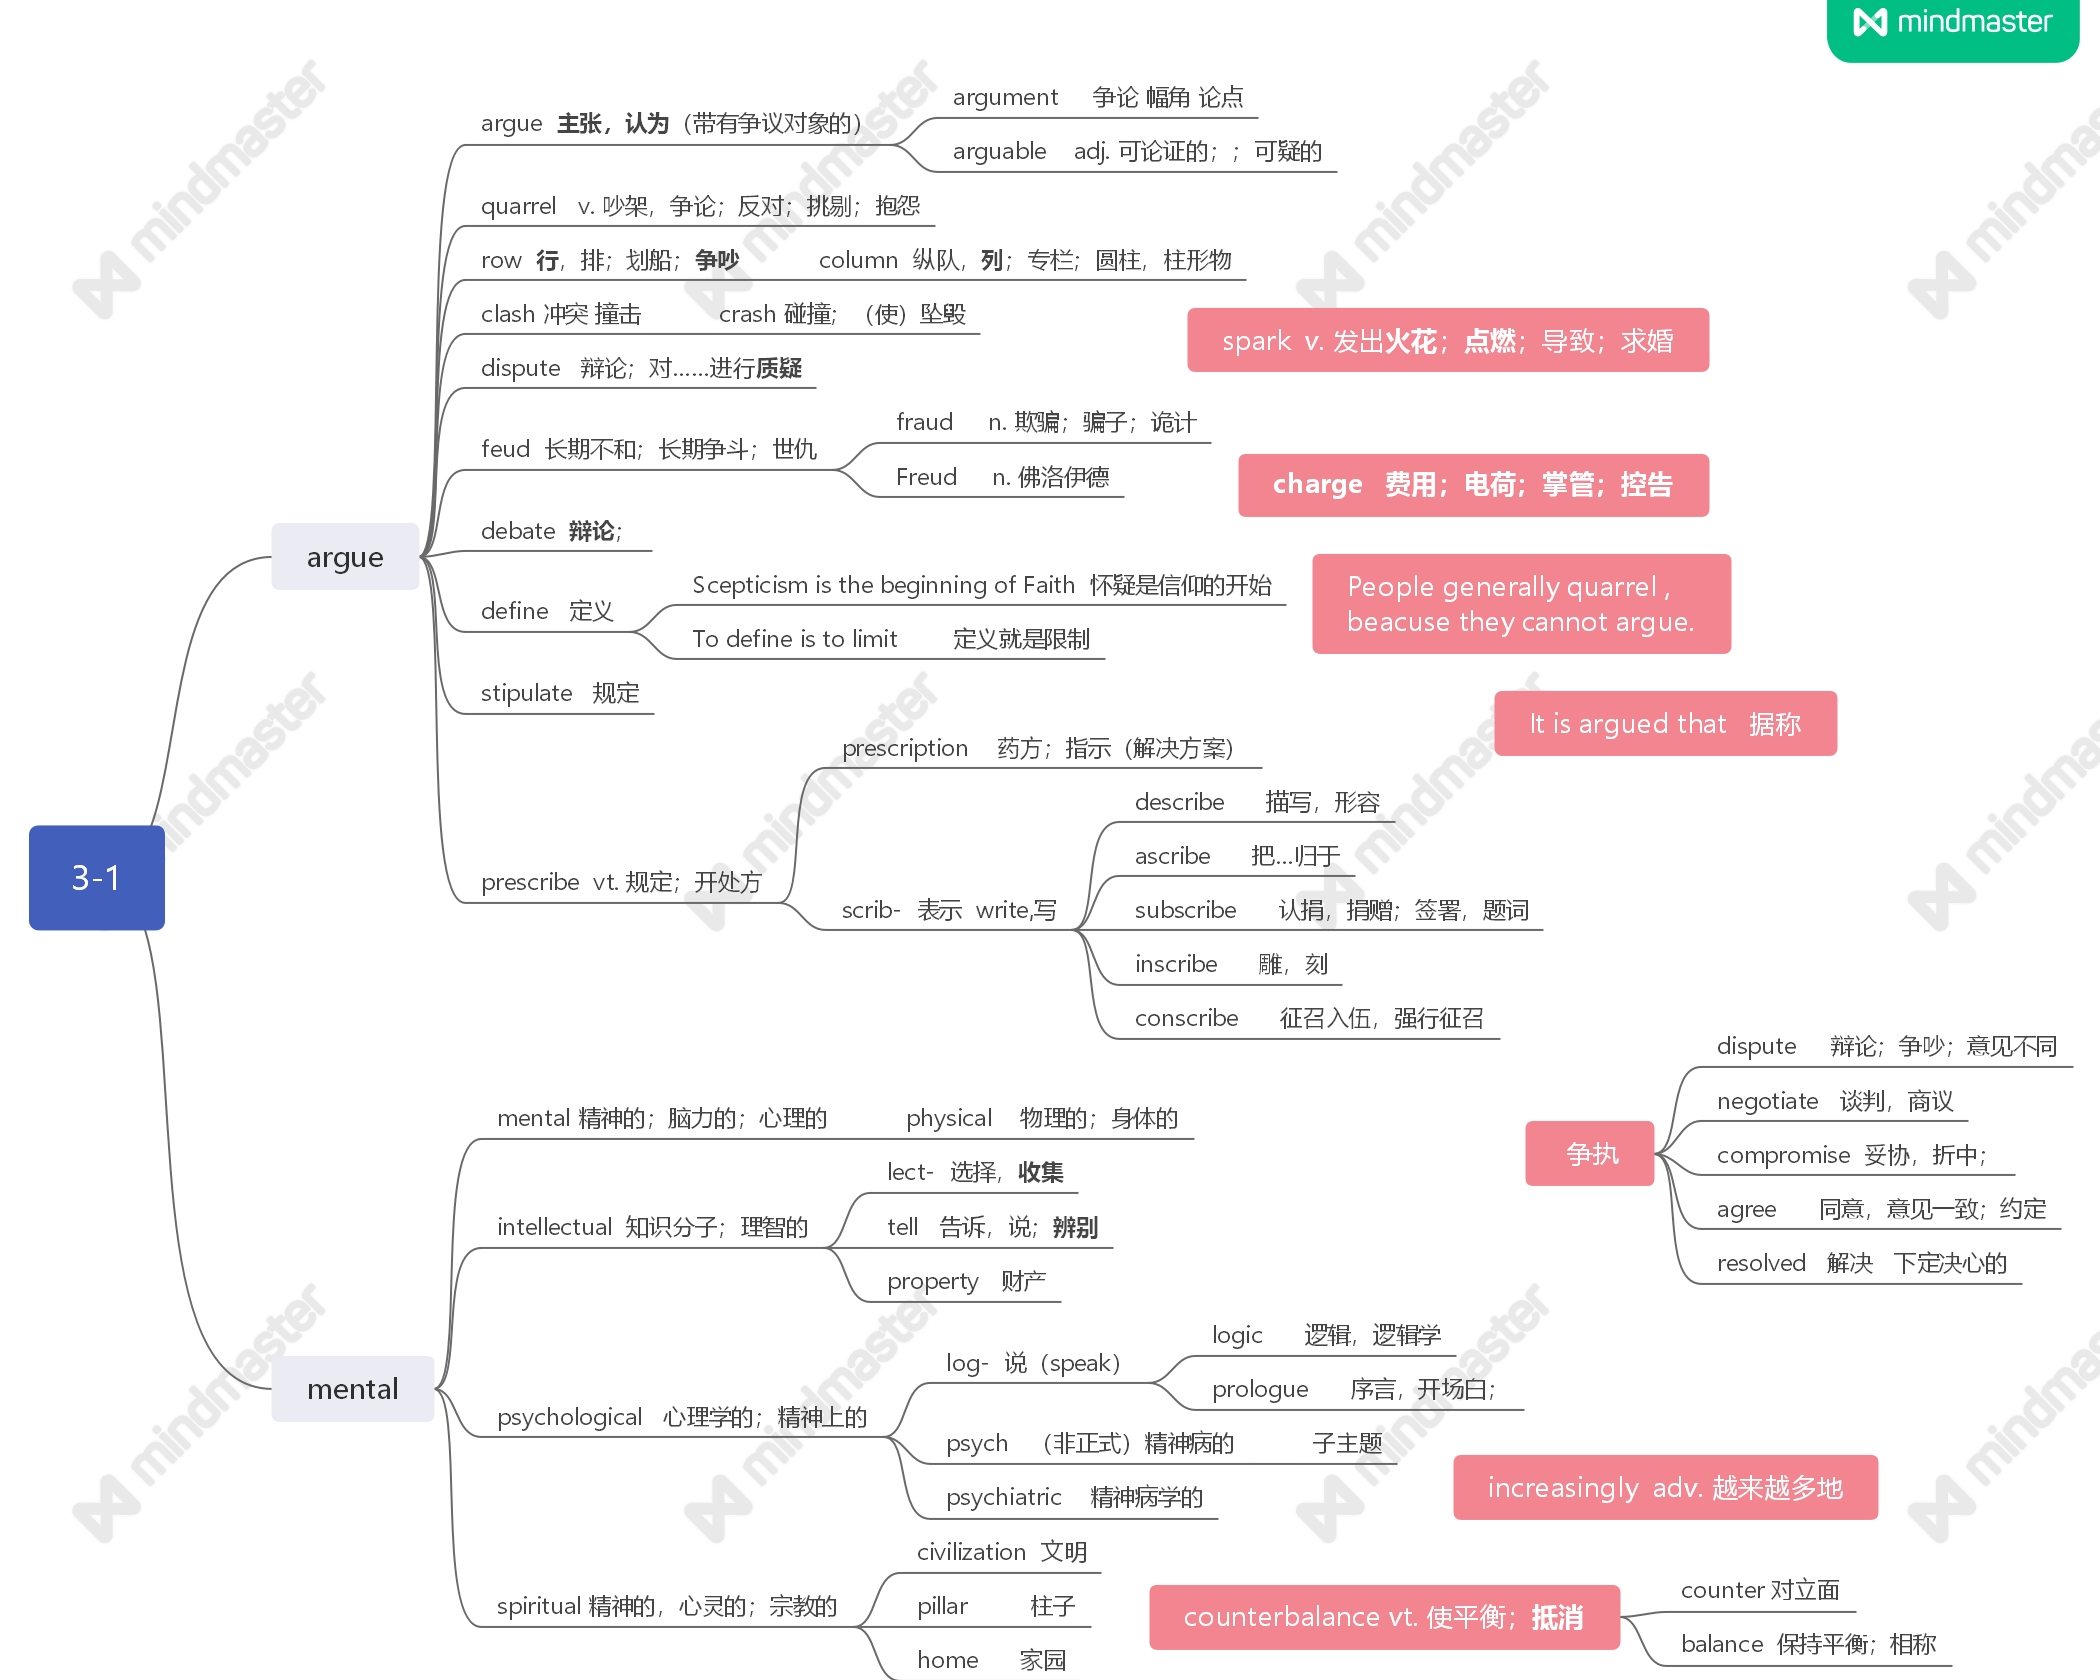 mindmaster
argue 主张，认为（带有争议对象的）
argument 争论 幅角 论点
arguable adj. 可论证的；；可疑的
quarrel v. 吵架，争论；反对；挑剔；抱怨
row 行，排；划船；争吵 column 纵队，列；专栏；圆柱，柱形物
clash 冲突 撞击 crash 碰撞；（使）坠毁
dispute 辩论；对……进行质疑
feud 长期不和；长期争斗；世仇
fraud n. 欺骗；骗子；诡计
Freud n. 佛洛伊德
debate 辩论；
argue
define 定义
Scepticism is the beginning of Faith 怀疑是信仰的开始
To define is to limit 定义就是限制
stipulate 规定
prescribe vt. 规定；开处方
prescription 药方；指示（解决方案）
scrib- 表示 write,写
describe 描写，形容
ascribe 把...归于
subscribe 认捐，捐赠；签署，题词
inscribe 雕，刻
conscribe 征召入伍，强行征召
spark v. 发出火花；点燃；导致；求婚
charge 费用；电荷；掌管；控告
People generally quarrel ,
beacuse they cannot argue.
It is argued that 据称
3-1
mental
mental 精神的；脑力的；心理的 physical 物理的；身体的
intellectual 知识分子；理智的
lect- 选择，收集
tell 告诉，说；辨别
property 财产
psychological 心理学的；精神上的
log- 说（speak）
logic 逻辑，逻辑学
prologue 序言，开场白；
psych （非正式）精神病的 子主题
psychiatric 精神病学的
spiritual 精神的，心灵的；宗教的
civilization 文明
pillar 柱子
home 家园
争执
dispute 辩论；争吵；意见不同
negotiate 谈判，商议
compromise 妥协，折中；
agree 同意，意见一致；约定
resolved 解决 下定决心的
increasingly adv. 越来越多地
counterbalance vt. 使平衡；抵消
counter 对立面
balance 保持平衡；相称
mindmaster
mindmaster
mindmaster
mindmaster
mindmaster
mindmaster
mindmaster
mindmaster
mindmaster
mindmaster
mindmaster
mindmaster